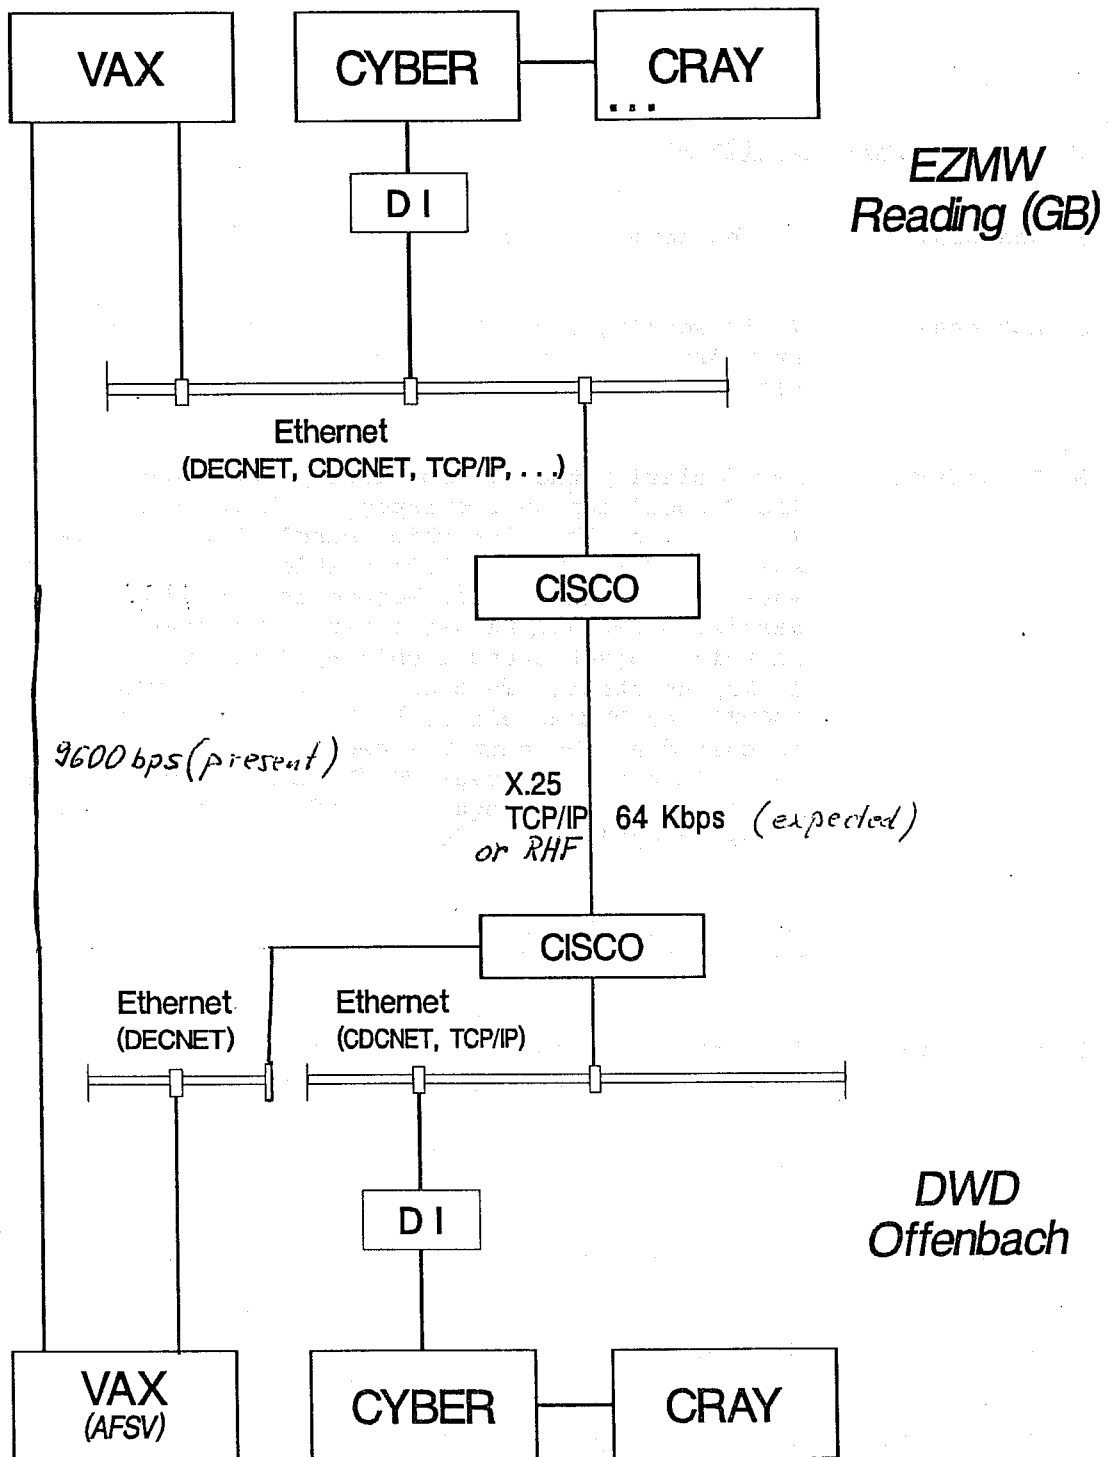 VAX
CYBER
CRAY
...
EZMW
Reading (GB)
D I
Ethernet
(DECNET, CDCNET, TCP/IP, . . .)
CISCO
9600 bps (present)
X.25
TCP/IP 64 Kbps (expected)
or RHF
CISCO
Ethernet
(DECNET)
Ethernet
(CDCNET, TCP/IP)
D I
DWD
Offenbach
VAX
(AFSV)
CYBER
CRAY